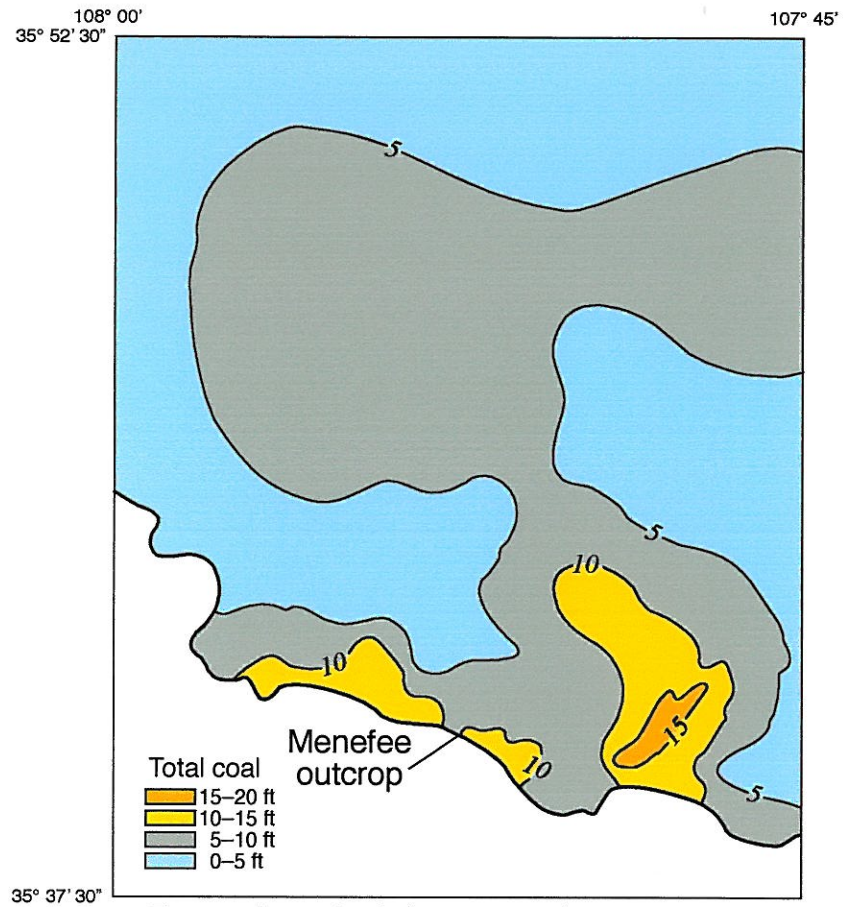 108° 00'
107° 45'
35° 52' 30"
5
5
10
10
15
Menefee
outcrop
10
5
Total coal
15–20 ft
10–15 ft
5–10 ft
0–5 ft
35° 37' 30"